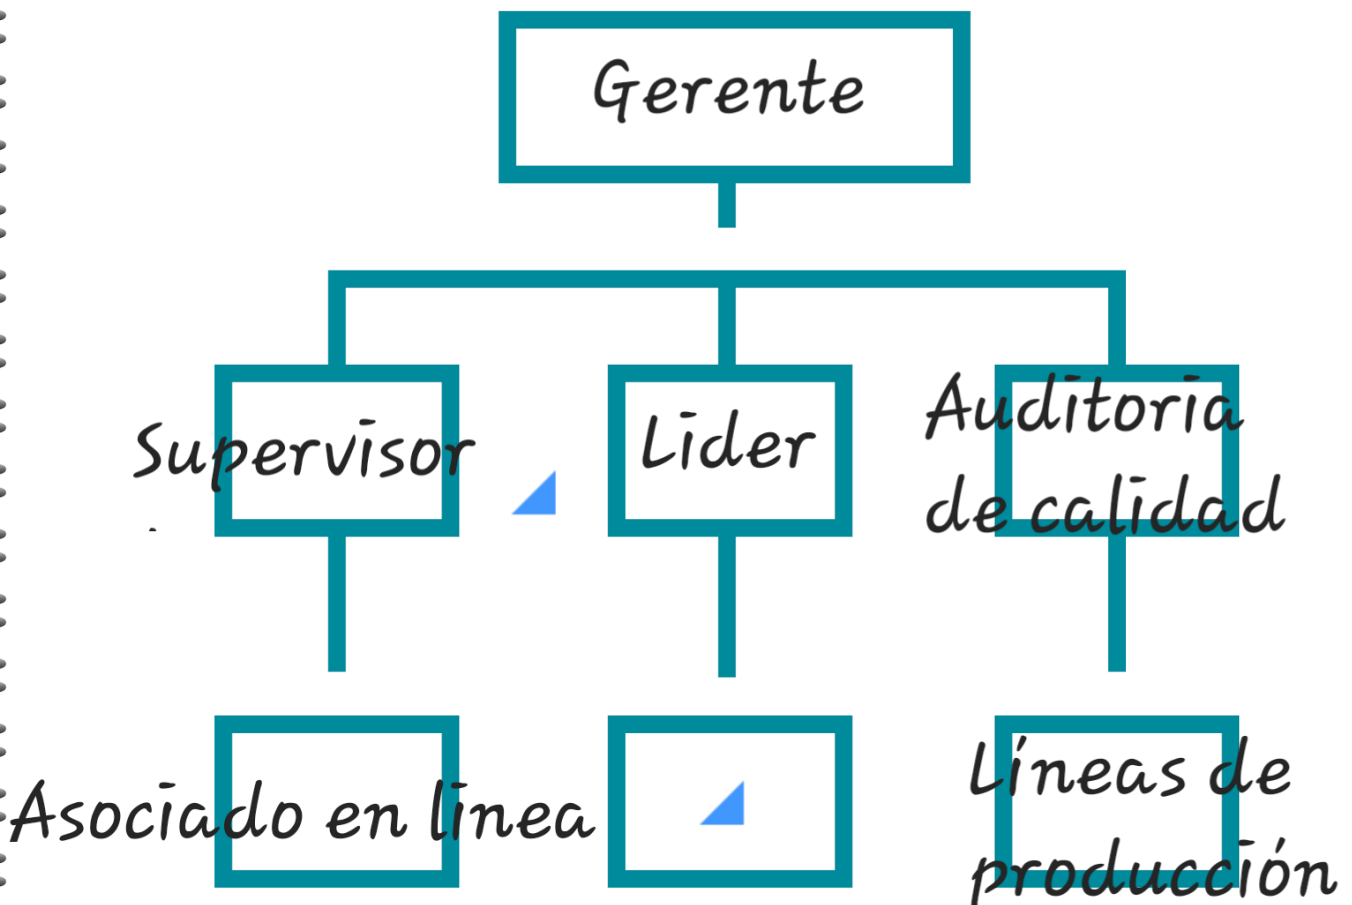 Gerente
Supervisor
.
Lider
Auditoria
de calidad
Asociado en linea
Líneas de
producción